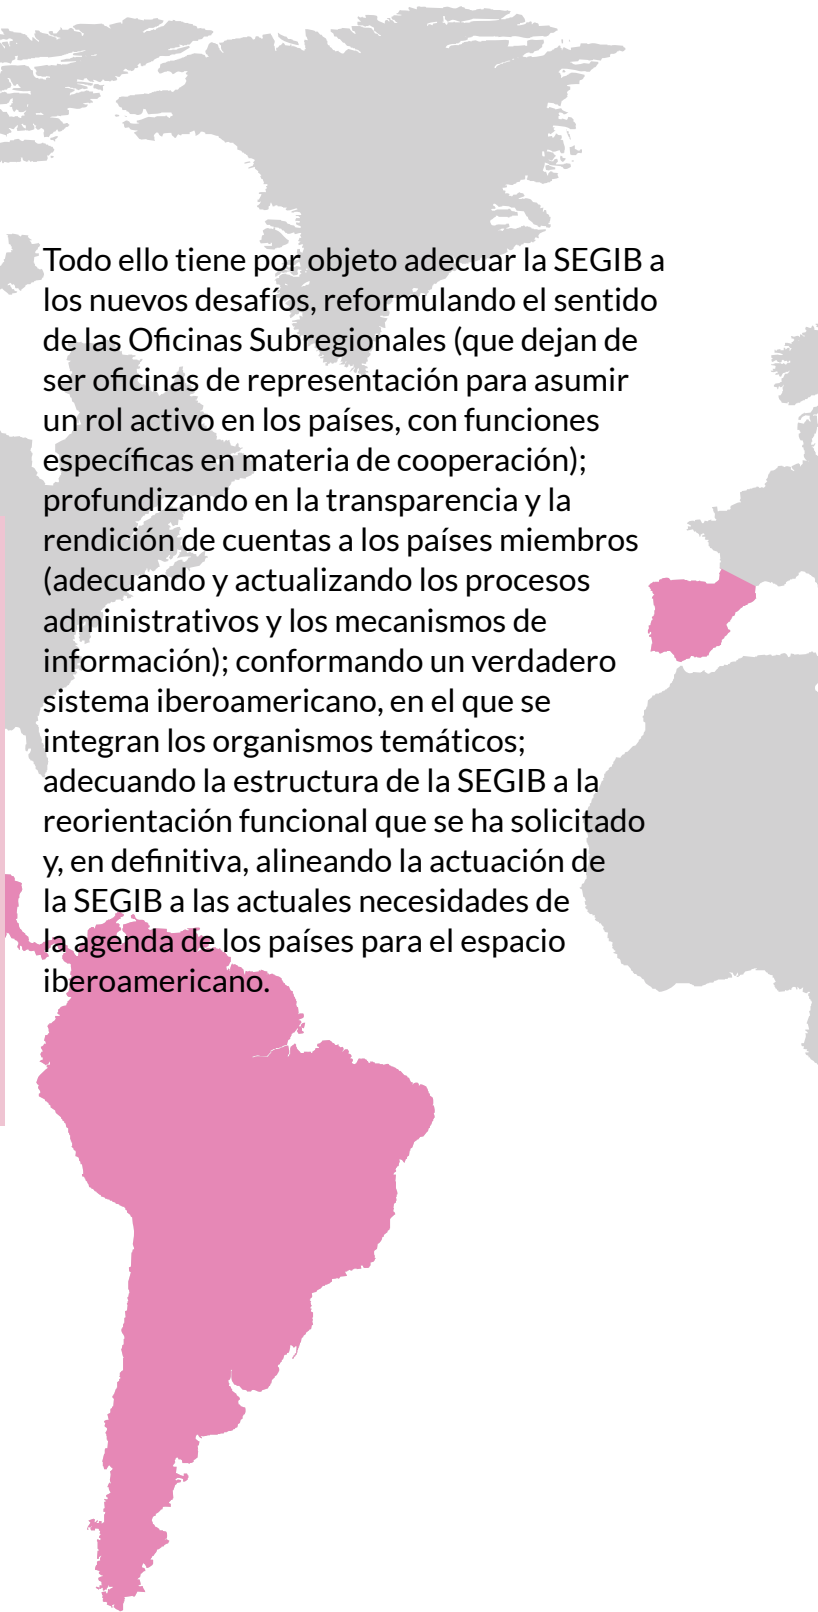 Todo ello tiene por objeto adecuar la SEGIB a
los nuevos desafíos, reformulando el sentido
de las Oficinas Subregionales (que dejan de
ser oficinas de representación para asumir
un rol activo en los países, con funciones
específicas en materia de cooperación);
profundizando en la transparencia y la
rendición de cuentas a los países miembros
(adecuando y actualizando los procesos
administrativos y los mecanismos de
información); conformando un verdadero
sistema iberoamericano, en el que se
integran los organismos temáticos;
adecuando la estructura de la SEGIB a la
reorientación funcional que se ha solicitado
y, en definitiva, alineando la actuación de
la SEGIB a las actuales necesidades de
la agenda de los países para el espacio
iberoamericano.